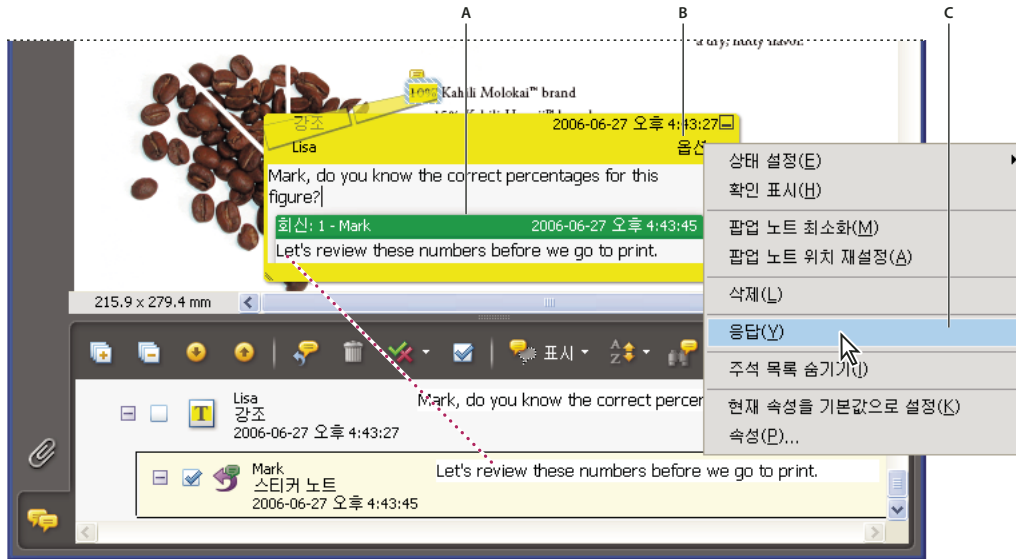 A B C
a dry, nutty flavor.
10% Kahili Molokai™ brand
강조 2006-06-27 오후 4:43:27
Lisa 옵션
Mark, do you know the correct percentages for this
figure?
회신: 1 - Mark 2006-06-27 오후 4:43:45
Let's review these numbers before we go to print.
상태 설정(E)
확인 표시(H)
팝업 노트 최소화(M)
팝업 노트 위치 재설정(A)
삭제(L)
응답(Y)
주석 목록 숨기기(I)
현재 속성을 기본값으로 설정(K)
속성(P)...
215.9 x 279.4 mm
표시
Lisa
강조
2006-06-27 오후 4:43:27
Mark, do you know the correct percer
Mark
스티커 노트
2006-06-27 오후 4:43:45
Let's review these numbers before we go to print.